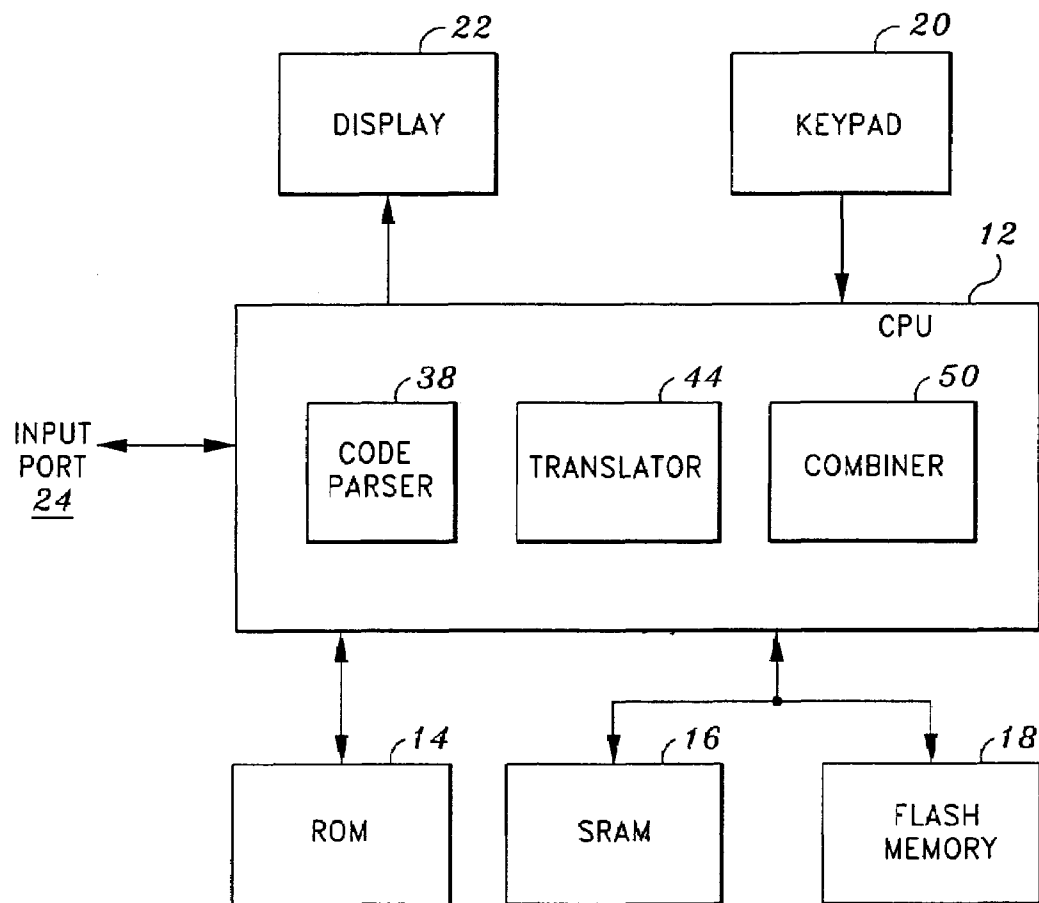 22
20
DISPLAY
KEYPAD
12
CPU
38
44
50
INPUT
PORT
24
CODE
PARSER
TRANSLATOR
COMBINER
14
16
18
ROM
SRAM
FLASH
MEMORY